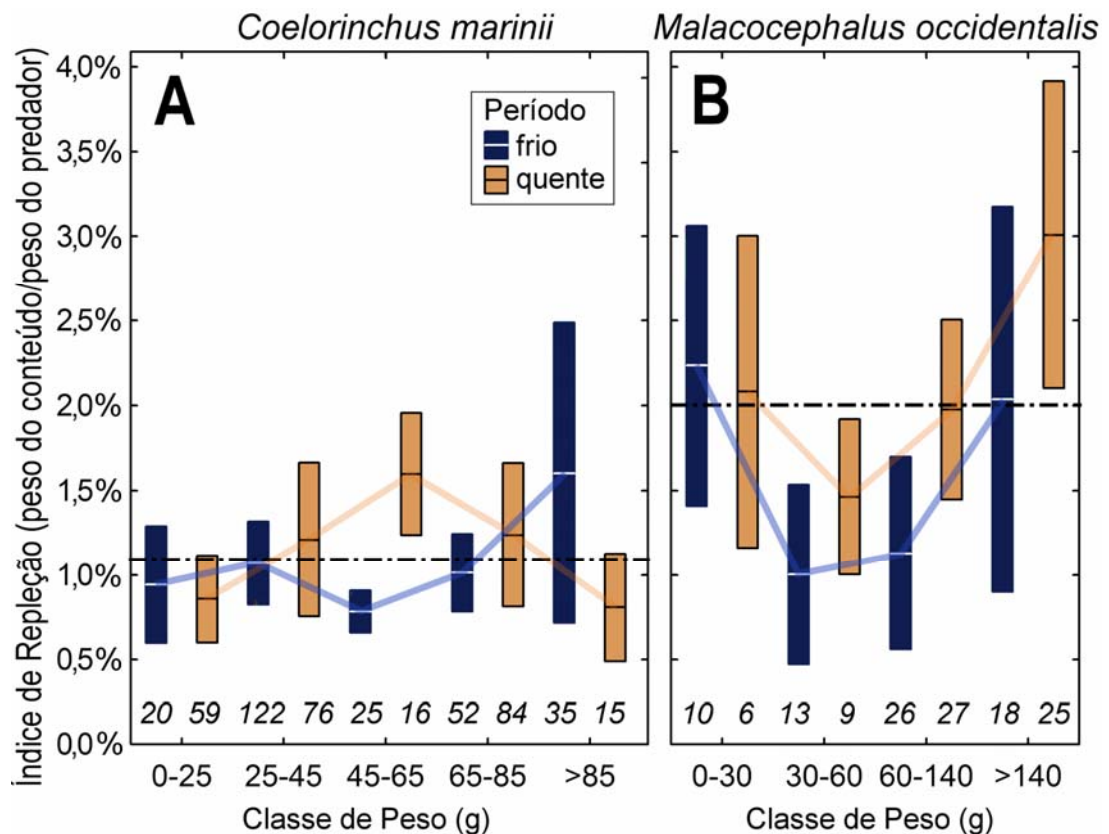 Coelorinchus marinii
Malacocephalus occidentalis
Índice de Repleção (peso do conteúdo/peso do predador)
4,0%
3,5%
3,0%
2,5%
2,0%
1,5%
1,0%
0,5%
0,0%
A
Período
frio
quente
20 59 122 76 25 16 52 84 35 15
0-25 25-45 45-65 65-85 >85
Classe de Peso (g)
B
10 6 13 9 26 27 18 25
0-30 30-60 60-140 >140
Classe de Peso (g)